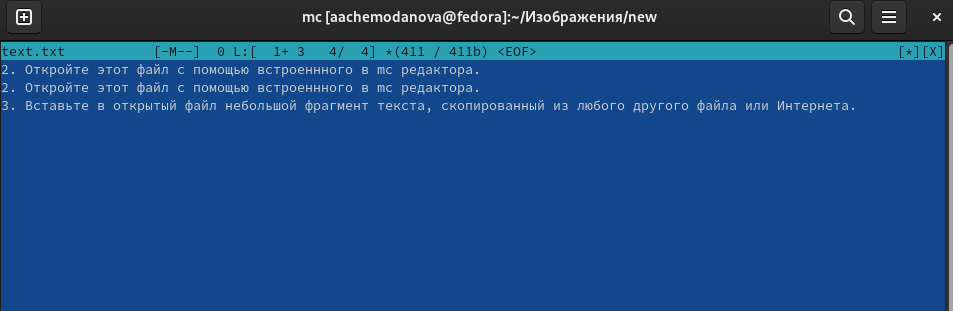 mc [aachemodanova@fedora]:~/Изображения/new
text.txt [-M--] 0 L:[ 1+ 3 4/ 4] *(411 / 411b) <EOF> [*][X]
2. Откройте этот файл с помощью встроеннного в mc редактора.
2. Откройте этот файл с помощью встроеннного в mc редактора.
3. Вставьте в открытый файл небольшой фрагмент текста, скопированный из любого другого файла или Интернета.